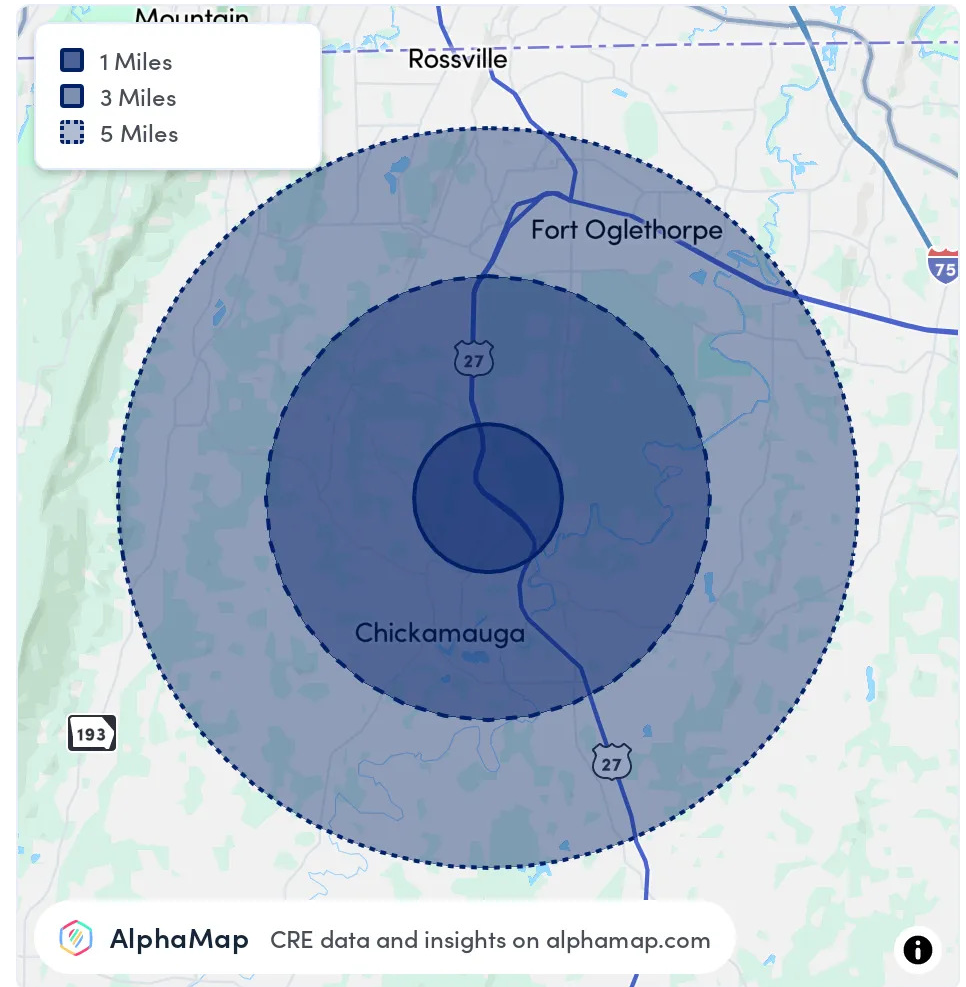 Mountain
1 Miles
3 Miles
5 Miles
Rossville
Fort Oglethorpe
75
27
Chickamauga
193
27
AlphaMap CRE data and insights on alphamap.com